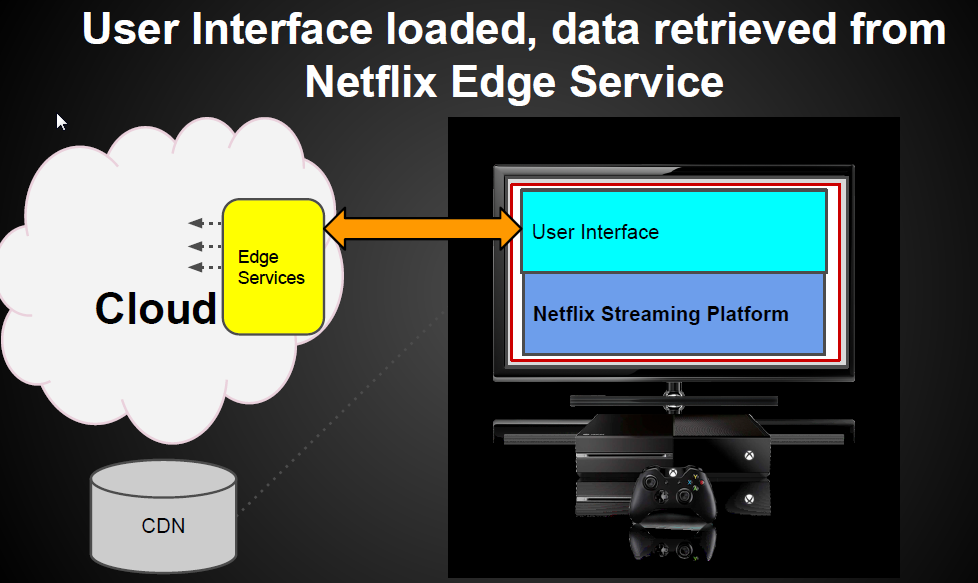 User Interface loaded, data retrieved from
Netflix Edge Service
User Interface
Edge
Services
Cloud
Netflix Streaming Platform
CDN